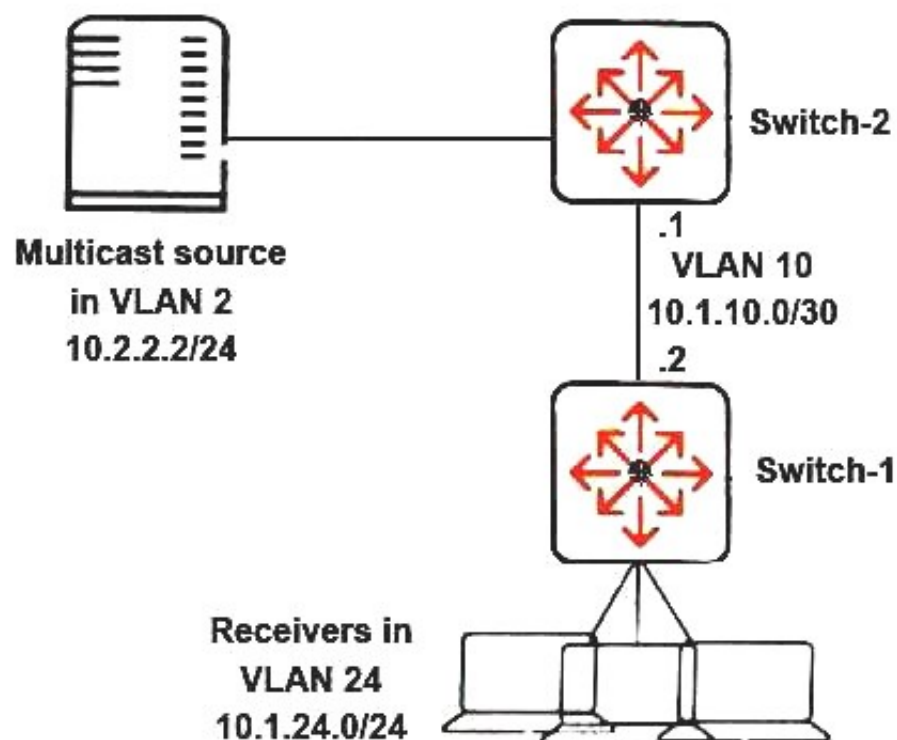 Switch-2
Multicast source
in VLAN 2
10.2.2.2/24
.1
VLAN 10
10.1.10.0/30
.2
Switch-1
Receivers in
VLAN 24
10.1.24.0/24